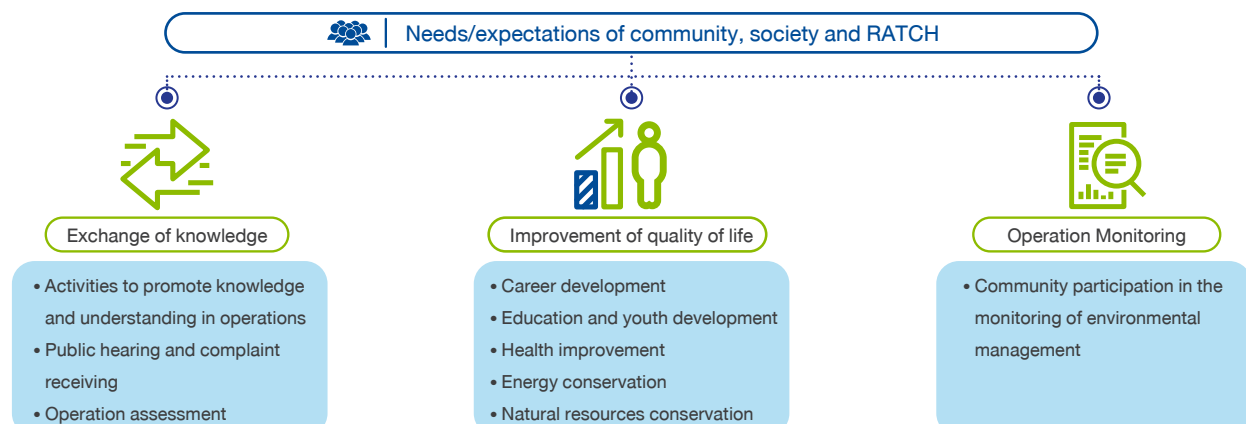 Needs/expectations of community, society and RATCH
Exchange of knowledge
• Activities to promote knowledge
and understanding in operations
• Public hearing and complaint
receiving
• Operation assessment
Improvement of quality of life
• Career development
• Education and youth development
• Health improvement
• Energy conservation
• Natural resources conservation
Operation Monitoring
• Community participation in the
monitoring of environmental
management